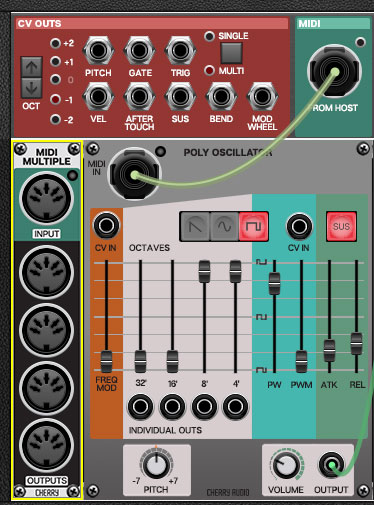 CV OUTS
MIDI
+2
+1
0
-1
-2
OCT
PITCH
GATE
TRIG
SINGLE
MULTI
VEL
AFTER
TOUCH
SUS
BEND
MOD
WHEEL
ROM HOST
MIDI
MULTIPLE
INPUT
OUTPUTS
CHERRY
MIDI
IN
POLY OSCILLATOR
CV IN
OCTAVES
CV IN
SUS
FREQ
MOD
32'
16'
8'
4'
PW
PWM
ATK
REL
INDIVIDUAL OUTS
-7
+7
PITCH
CHERRY AUDIO
VOLUME
OUTPUT